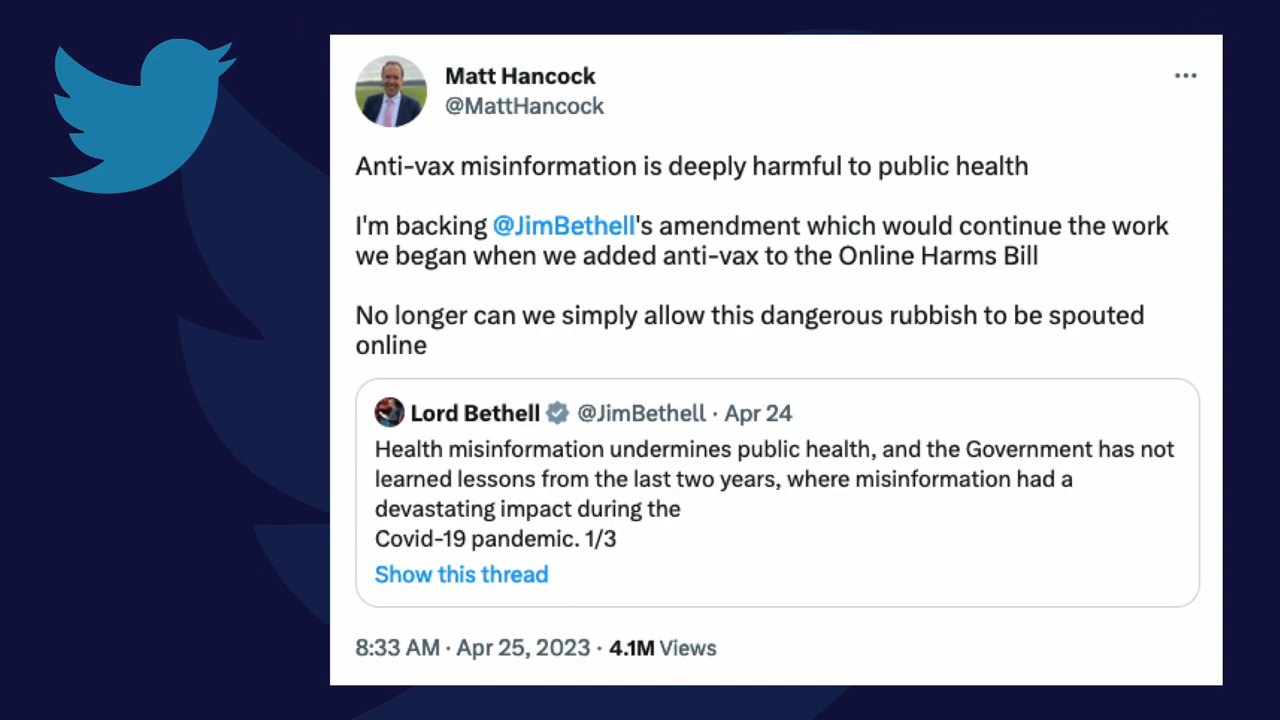 Matt Hancock
@MattHancock
Anti-vax misinformation is deeply harmful to public health
I'm backing @JimBethell's amendment which would continue the work
we began when we added anti-vax to the Online Harms Bill
No longer can we simply allow this dangerous rubbish to be spouted
online
Lord Bethell @JimBethell · Apr 24
Health misinformation undermines public health, and the Government has not
learned lessons from the last two years, where misinformation had a
devastating impact during the
Covid-19 pandemic. 1/3
Show this thread
8:33 AM · Apr 25, 2023 · 4.1M Views